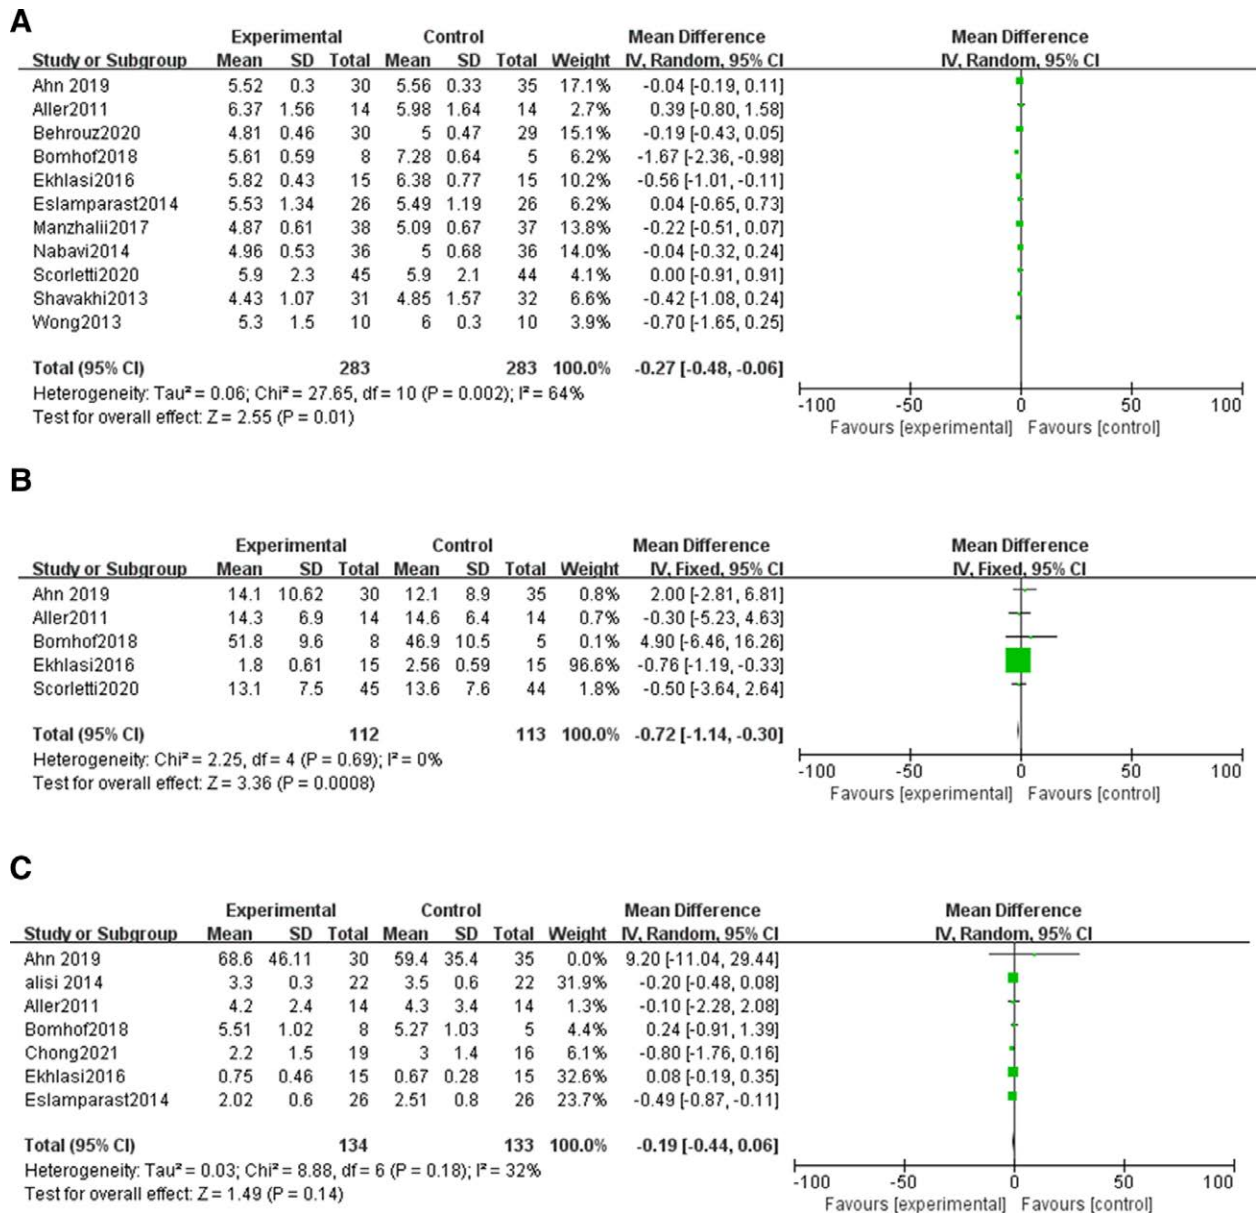 A
Experimental Control Mean Difference Mean Difference
Study or Subgroup Mean SD Total Mean SD Total Weight IV, Random, 95% CI IV, Random, 95% CI
Ahn 2019 5.52 0.3 30 5.56 0.33 35 17.1% -0.04 [-0.19, 0.11]
Aller2011 6.37 1.56 14 5.98 1.64 14 2.7% 0.39 [-0.80, 1.58]
Behrouz2020 4.81 0.46 30 5 0.47 29 15.1% -0.19 [-0.43, 0.05]
Bomhof2018 5.61 0.59 8 7.28 0.64 5 6.2% -1.67 [-2.36, -0.98]
Ekhlasi2016 5.82 0.43 15 6.38 0.77 15 10.2% -0.56 [-1.01, -0.11]
Eslamparast2014 5.53 1.34 26 5.49 1.19 26 6.2% 0.04 [-0.65, 0.73]
Manzhalii2017 4.87 0.61 38 5.09 0.67 37 13.8% -0.22 [-0.51, 0.07]
Nabavi2014 4.96 0.53 36 5 0.68 36 14.0% -0.04 [-0.32, 0.24]
Scorletti2020 5.9 2.3 45 5.9 2.1 44 4.1% 0.00 [-0.91, 0.91]
Shavakhi2013 4.43 1.07 31 4.85 1.57 32 6.6% -0.42 [-1.08, 0.24]
Wong2013 5.3 1.5 10 6 0.3 10 3.9% -0.70 [-1.65, 0.25]
Total (95% CI) 283 283 100.0% -0.27 [-0.48, -0.06]
Heterogeneity: Tau² = 0.06; Chi² = 27.65, df = 10 (P = 0.002); I² = 64%
Test for overall effect: Z = 2.55 (P = 0.01)
-100 -50 0 50 100
Favours [experimental] Favours [control]
B
Experimental Control Mean Difference Mean Difference
Study or Subgroup Mean SD Total Mean SD Total Weight IV, Fixed, 95% CI IV, Fixed, 95% CI
Ahn 2019 14.1 10.62 30 12.1 8.9 35 0.8% 2.00 [-2.81, 6.81]
Aller2011 14.3 6.9 14 14.6 6.4 14 0.7% -0.30 [-5.23, 4.63]
Bomhof2018 51.8 9.6 8 46.9 10.5 5 0.1% 4.90 [-6.46, 16.26]
Ekhlasi2016 1.8 0.61 15 2.56 0.59 15 96.6% -0.76 [-1.19, -0.33]
Scorletti2020 13.1 7.5 45 13.6 7.6 44 1.8% -0.50 [-3.64, 2.64]
Total (95% CI) 112 113 100.0% -0.72 [-1.14, -0.30]
Heterogeneity: Chi² = 2.25, df = 4 (P = 0.69); I² = 0%
Test for overall effect: Z = 3.36 (P = 0.0008)
-100 -50 0 50 100
Favours [experimental] Favours [control]
C
Experimental Control Mean Difference Mean Difference
Study or Subgroup Mean SD Total Mean SD Total Weight IV, Random, 95% CI IV, Random, 95% CI
Ahn 2019 68.6 46.11 30 59.4 35.4 35 0.0% 9.20 [-11.04, 29.44]
alisi 2014 3.3 0.3 22 3.5 0.6 22 31.9% -0.20 [-0.48, 0.08]
Aller2011 4.2 2.4 14 4.3 3.4 14 1.3% -0.10 [-2.28, 2.08]
Bomhof2018 5.51 1.02 8 5.27 1.03 5 4.4% 0.24 [-0.91, 1.39]
Chong2021 2.2 1.5 19 3 1.4 16 6.1% -0.80 [-1.76, 0.16]
Ekhlasi2016 0.75 0.46 15 0.67 0.28 15 32.6% 0.08 [-0.19, 0.35]
Eslamparast2014 2.02 0.6 26 2.51 0.8 26 23.7% -0.49 [-0.87, -0.11]
Total (95% CI) 134 133 100.0% -0.19 [-0.44, 0.06]
Heterogeneity: Tau² = 0.03; Chi² = 8.88, df = 6 (P = 0.18); I² = 32%
Test for overall effect: Z = 1.49 (P = 0.14)
-100 -50 0 50 100
Favours [experimental] Favours [control]